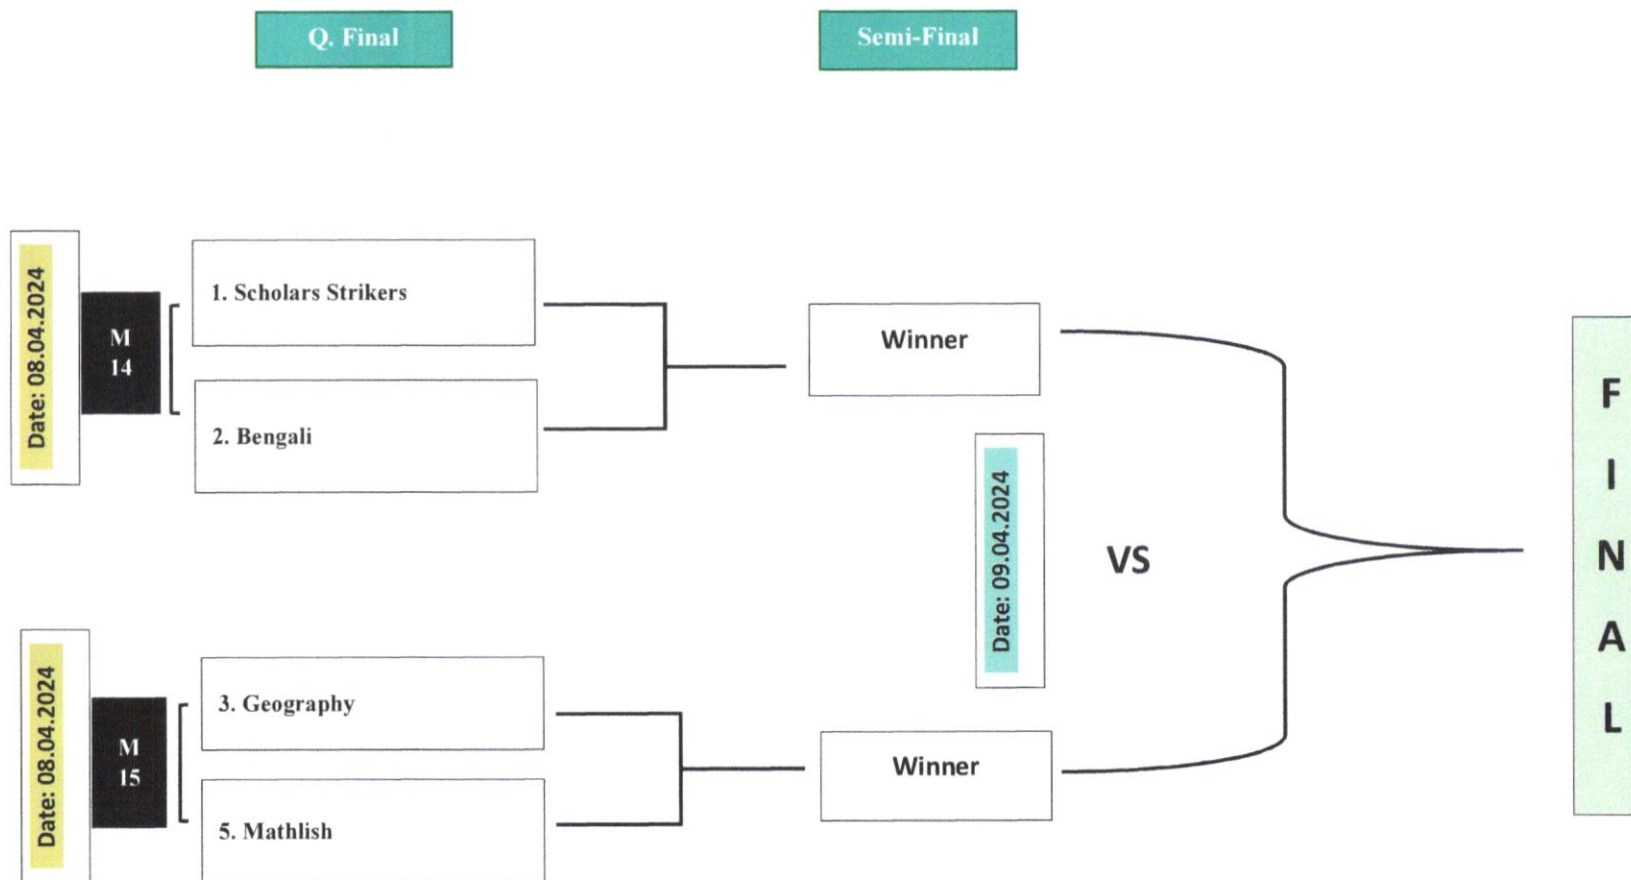 Q. Final
Semi-Final
Date: 08.04.2024
M
14
1. Scholars Strikers
2. Bengali
Winner
Date: 09.04.2024
VS
Date: 08.04.2024
M
15
3. Geography
5. Mathlish
Winner
F
I
N
A
L